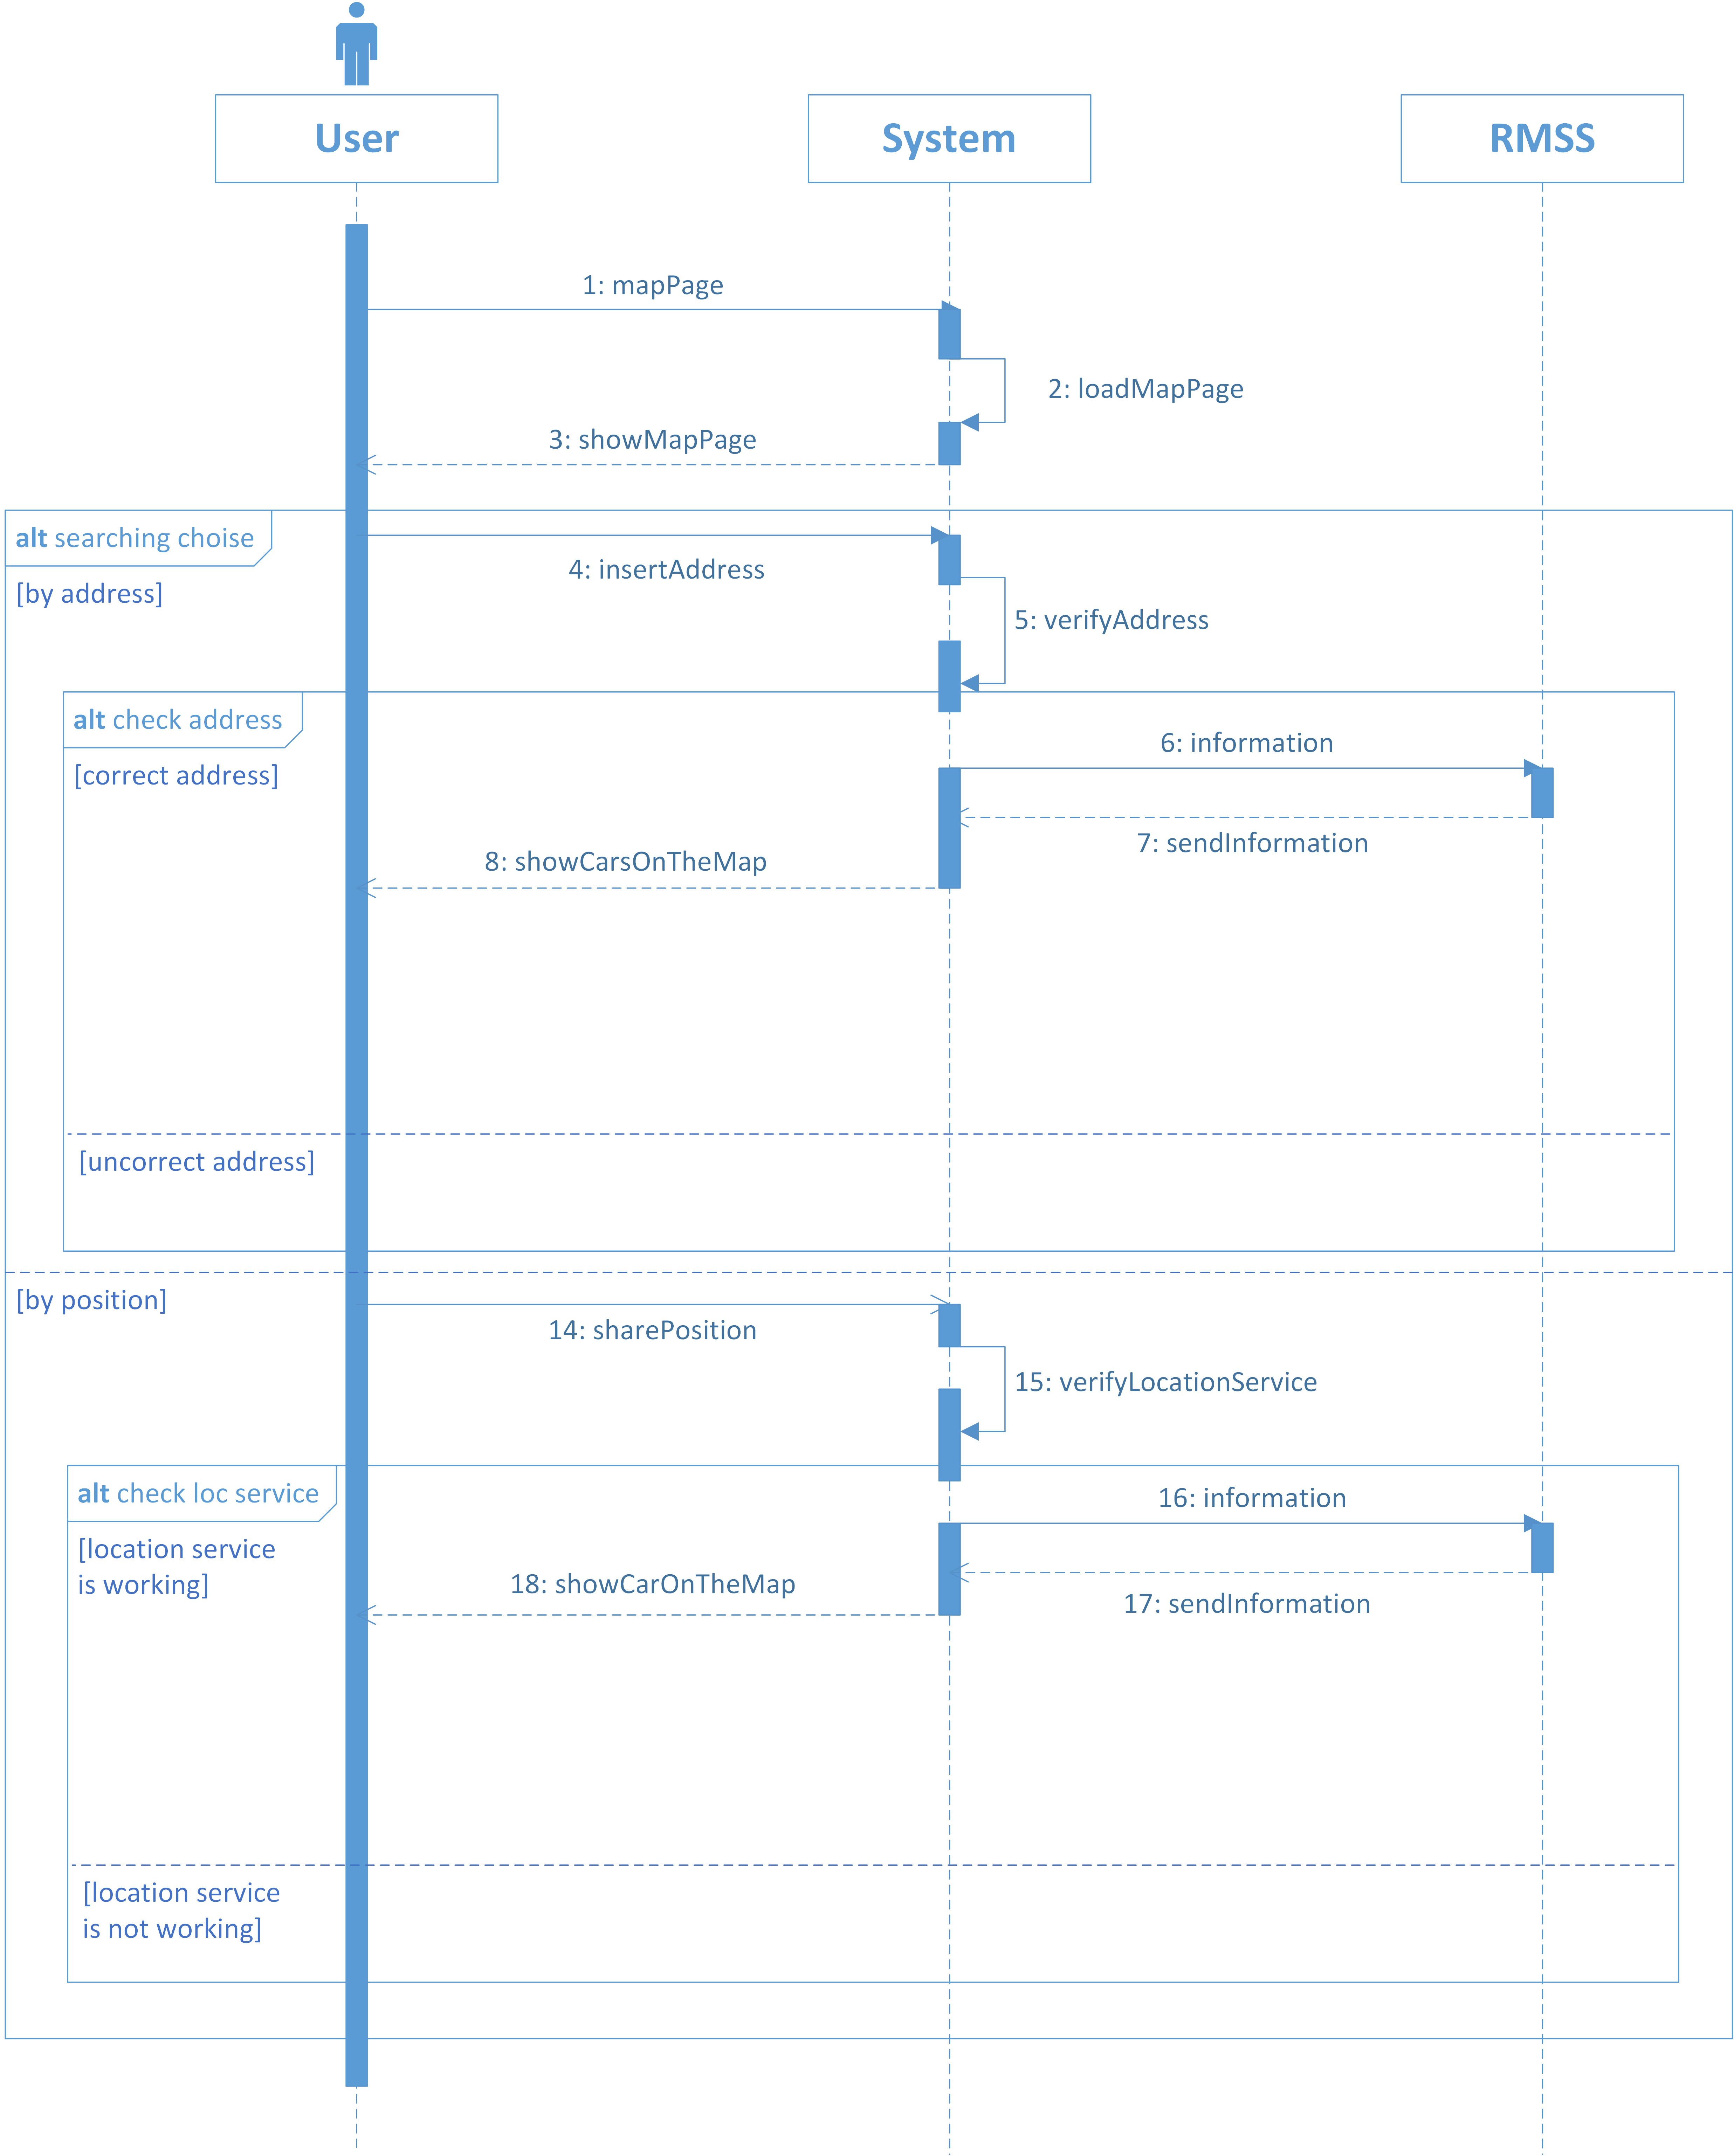 User
System
RMSS
1: mapPage
2: loadMapPage
3: showMapPage
alt searching choise
4: insertAddress
[by address]
5: verifyAddress
alt check address
6: information
[correct address]
7: sendInformation
8: showCarsOnTheMap
[uncorrect address]
[by position]
14: sharePosition
15: verifyLocationService
alt check loc service
16: information
[location service
is working]
18: showCarOnTheMap
17: sendInformation
[location service
is not working]